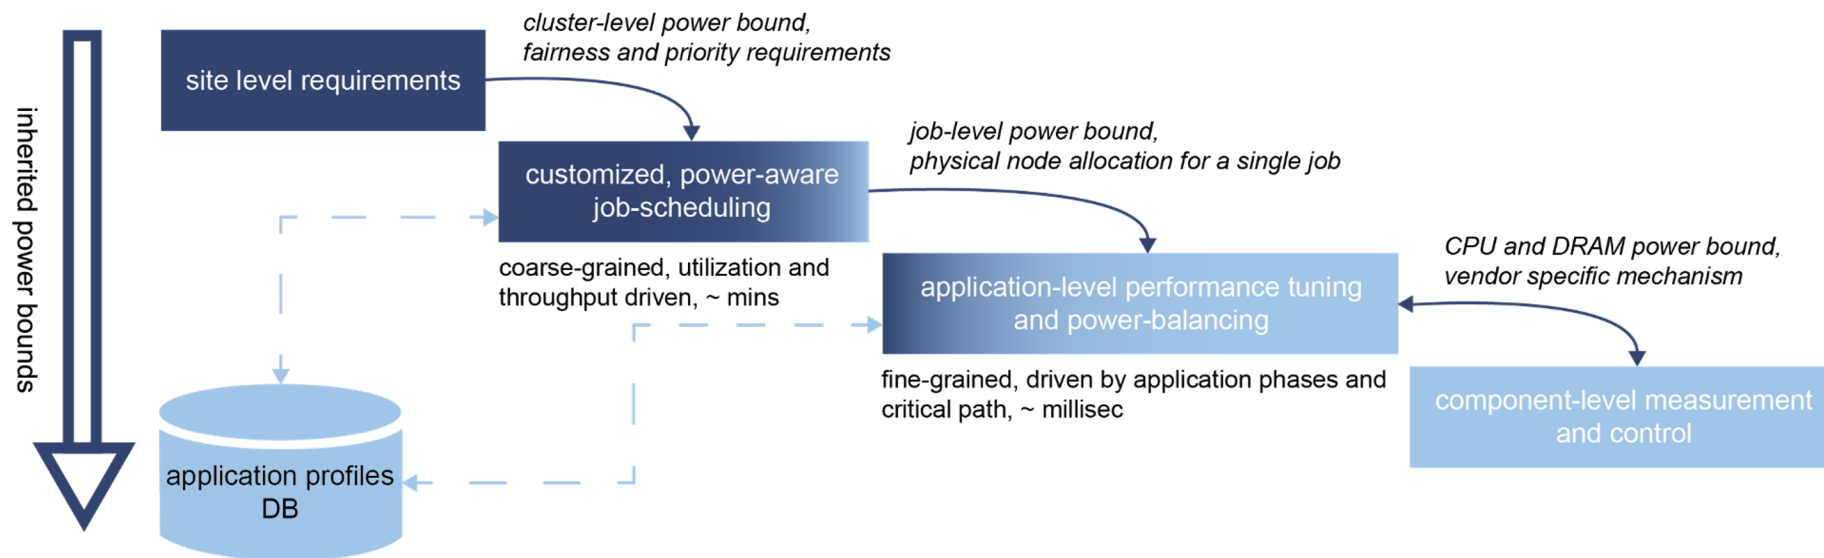 inherited power bounds
site level requirements
cluster-level power bound,
fairness and priority requirements
customized, power-aware
job-scheduling
coarse-grained, utilization and
throughput driven, ~ mins
job-level power bound,
physical node allocation for a single job
application-level performance tuning
and power-balancing
fine-grained, driven by application phases and
critical path, ~ millisec
CPU and DRAM power bound,
vendor specific mechanism
component-level measurement
and control
application profiles
DB